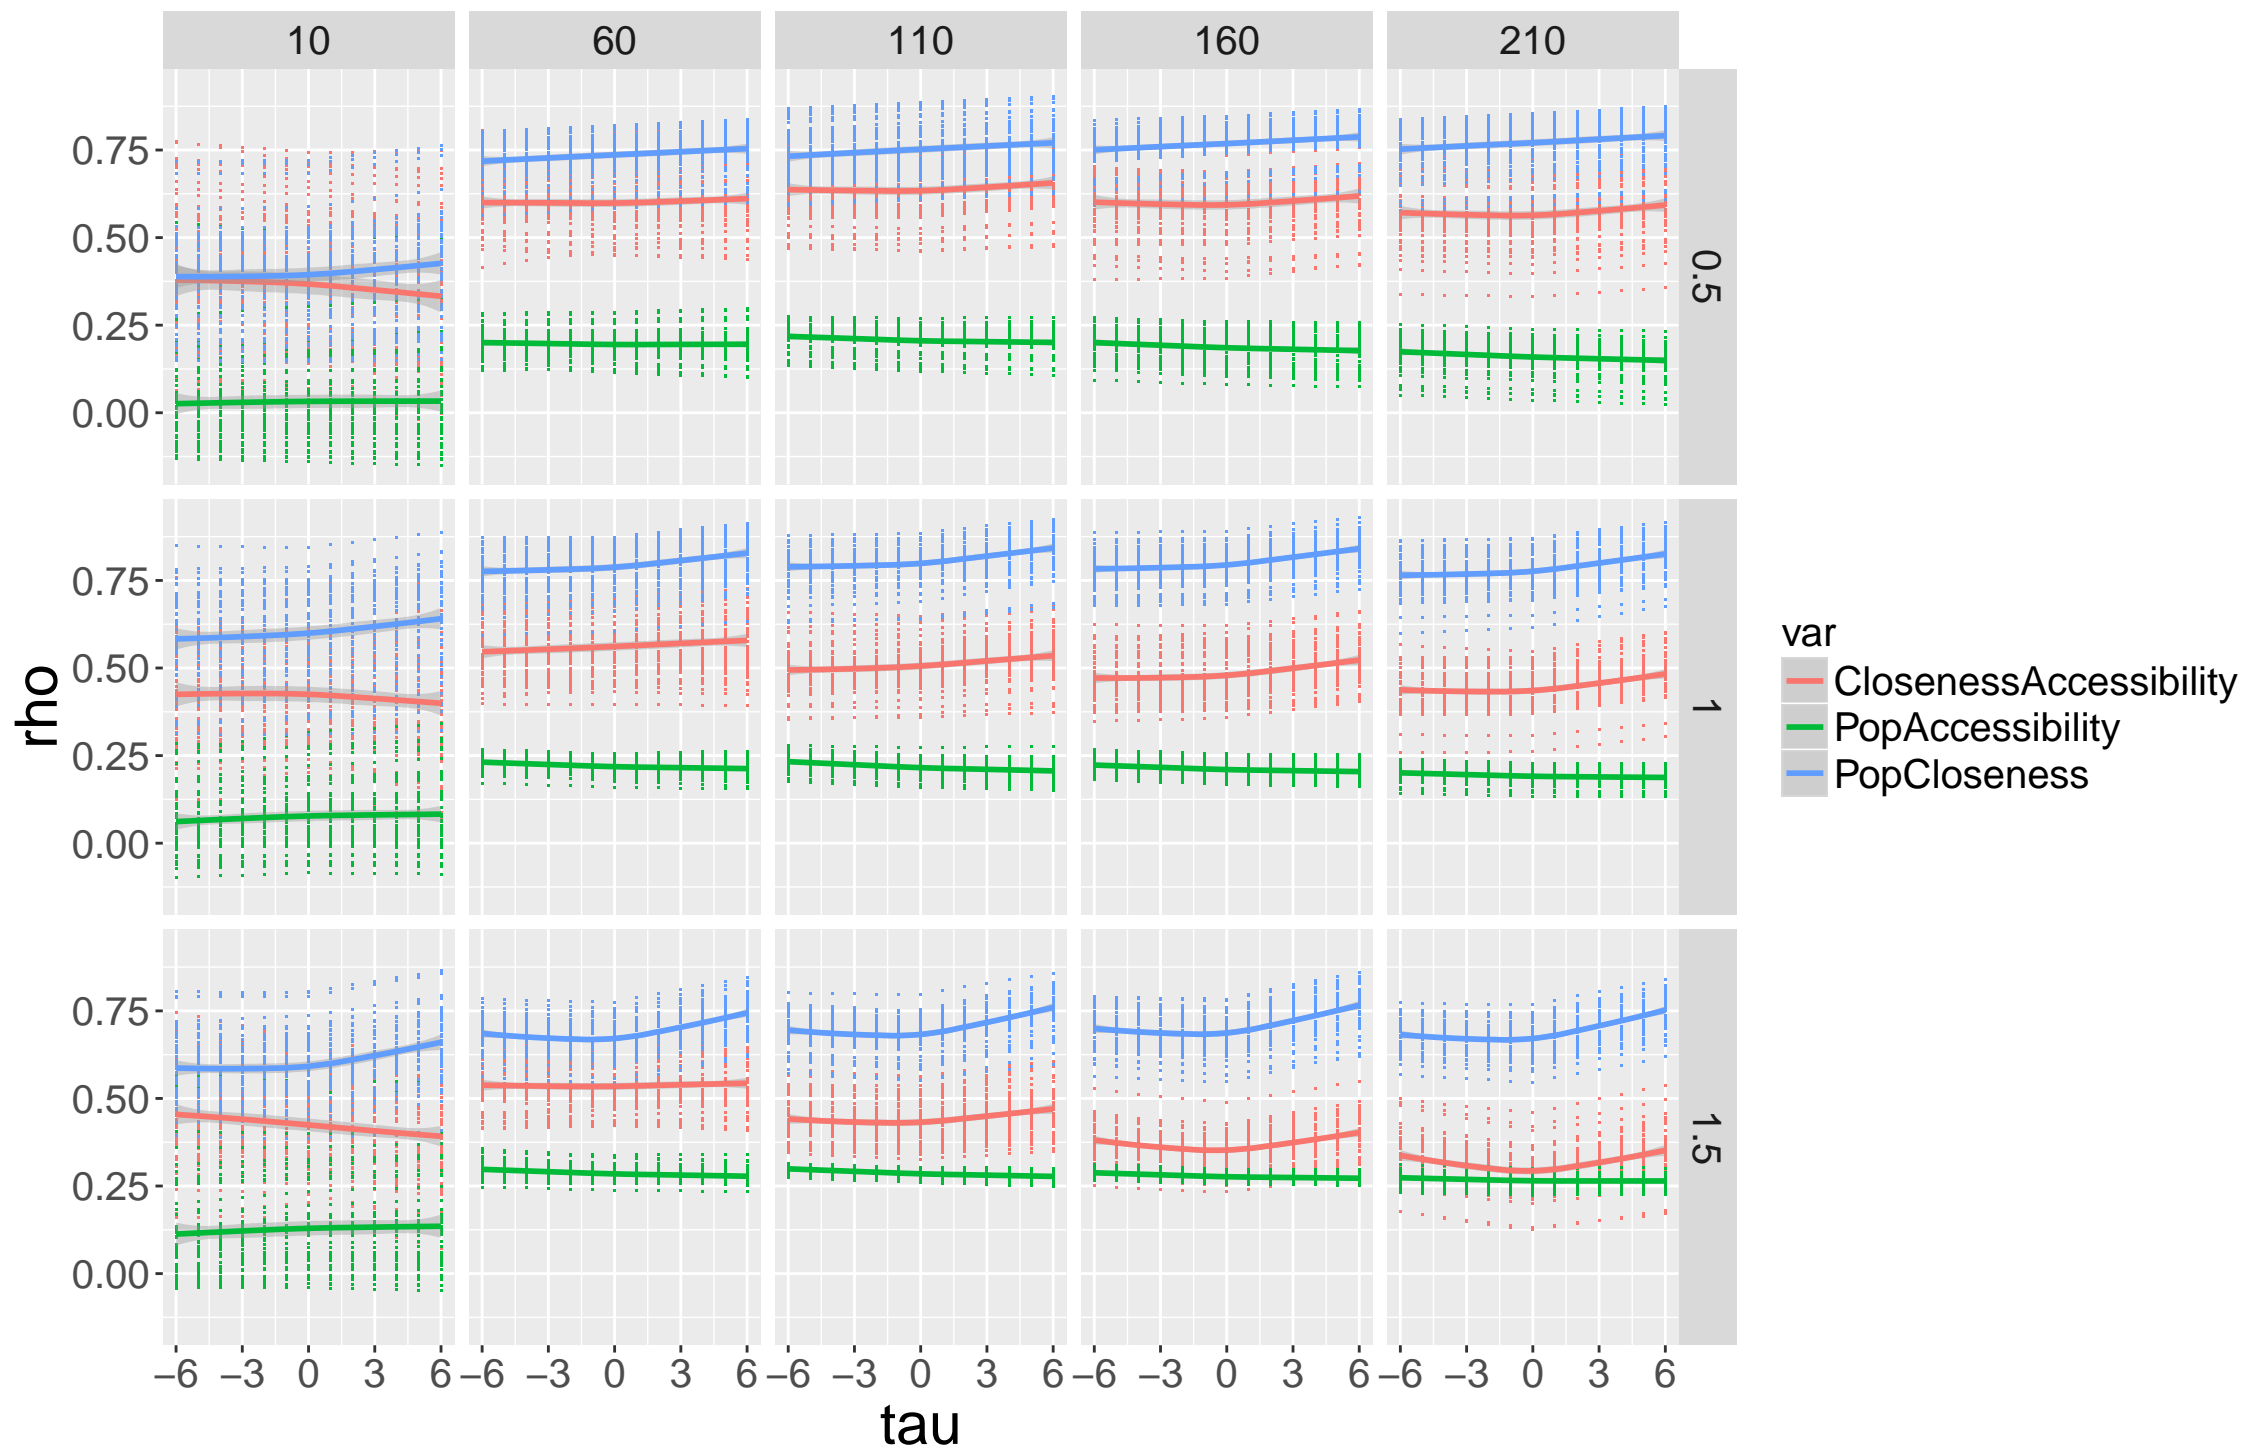 10 60 110 160 210
0.75
0.50
0.25
0.00
0.5
0.75
0.50
0.25
0.00
1
0.75
0.50
0.25
0.00
1.5
rho
−6 −3 0 3 6 −6 −3 0 3 6 −6 −3 0 3 6 −6 −3 0 3 6 −6 −3 0 3 6
tau
var
ClosenessAccessibility
PopAccessibility
PopCloseness